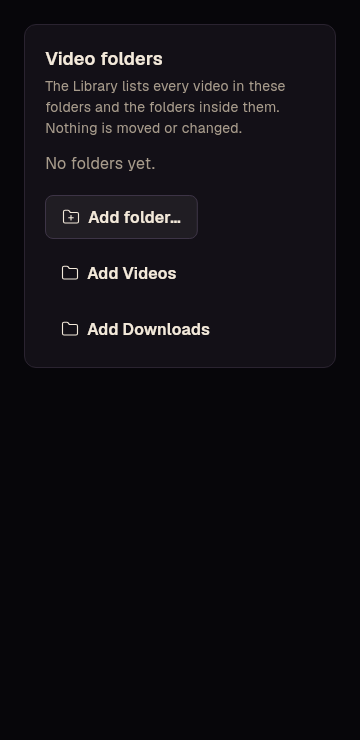 Video folders
The Library lists every video in these
folders and the folders inside them.
Nothing is moved or changed.
No folders yet.
Add folder...
Add Videos
Add Downloads